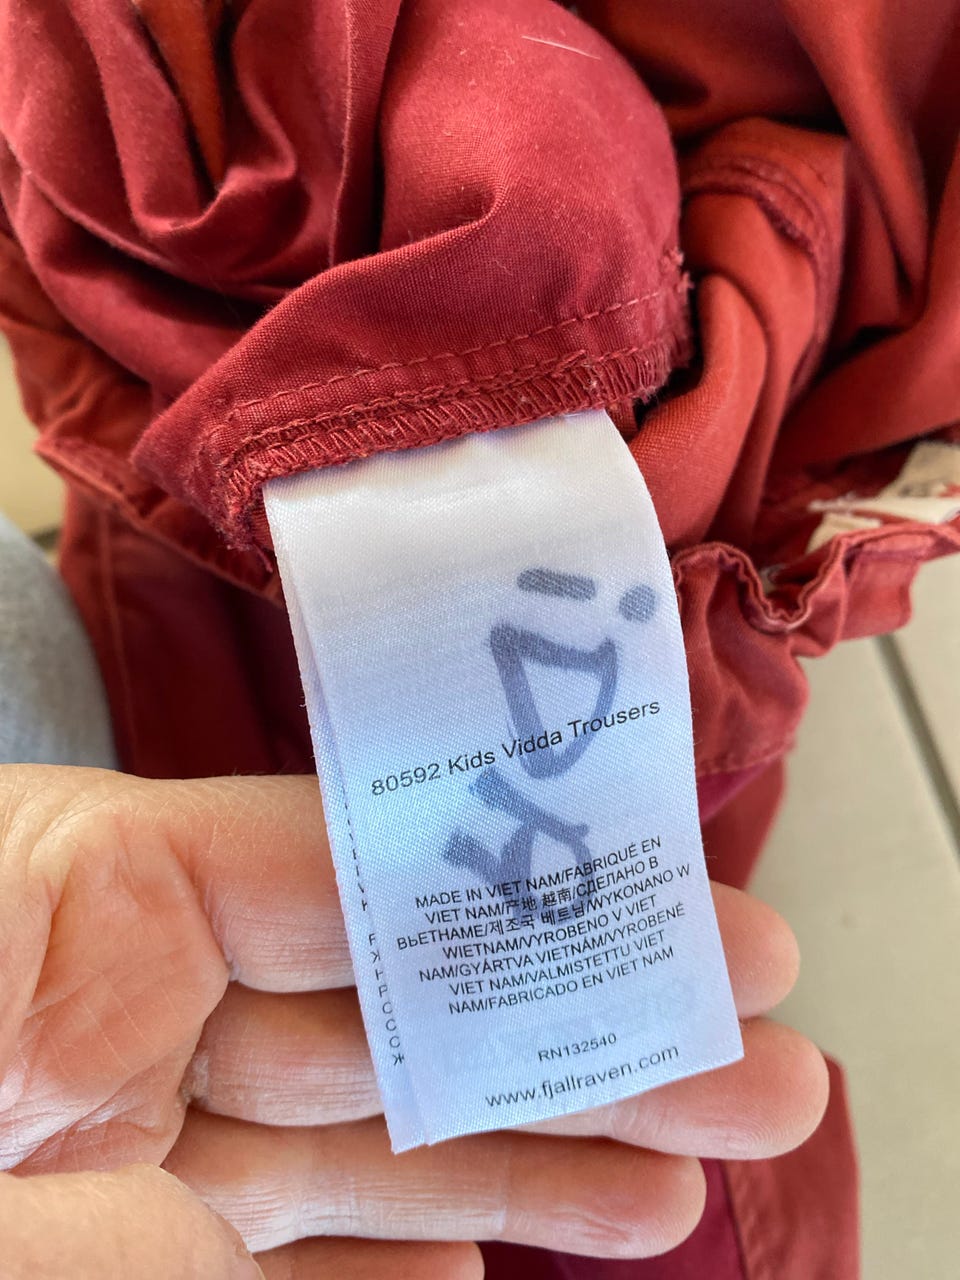 80592 Kids Vidda Trousers
MADE IN VIET NAM/FABRIQUÉ EN
VIET NAM/产地 越南/СДЕЛАНО В
ВЬЕТНАМЕ/제조국 베트남/WYKONANO W
WIETNAM/VYROBENO V VIET
NAM/GYÁRTVA VIETNÁM/VYROBENÉ
VIET NAM/VALMISTETTU VIET
NAM/FABRICADO EN VIET NAM
RN132540
www.fjallraven.com